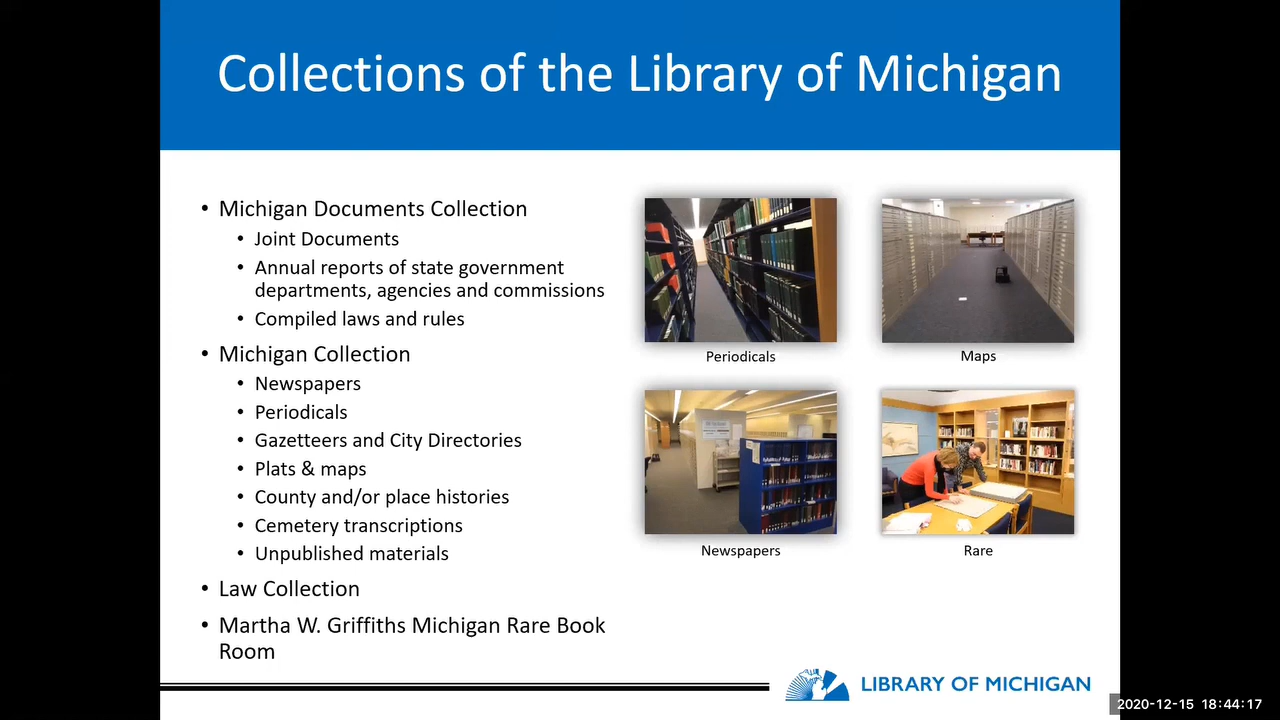 Collections of the Library of Michigan
• Michigan Documents Collection
• Joint Documents
• Annual reports of state government
departments, agencies and commissions
• Compiled laws and rules
• Michigan Collection
• Newspapers
• Periodicals
• Gazetteers and City Directories
• Plats & maps
• County and/or place histories
• Cemetery transcriptions
• Unpublished materials
• Law Collection
• Martha W. Griffiths Michigan Rare Book
Room
Periodicals
Maps
Newspapers
Rare
LIBRARY OF MICHIGAN
2020-12-15 18:44:17